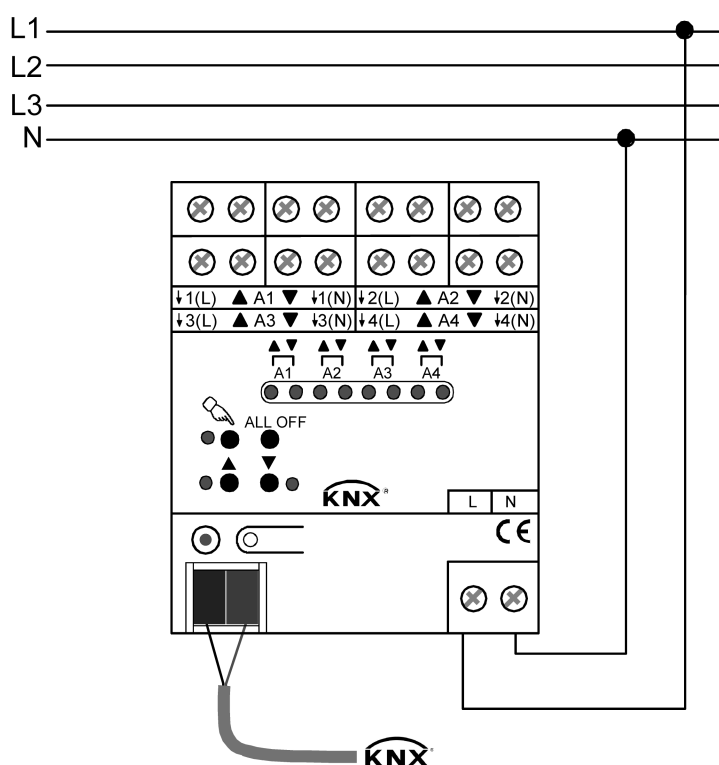 L1
L2
L3
N
↓1(L) ▲ A1 ▼ ↓1(N) ↓2(L) ▲ A2 ▼ ↓2(N)
↓3(L) ▲ A3 ▼ ↓3(N) ↓4(L) ▲ A4 ▼ ↓4(N)
▲▼ ▲▼ ▲▼ ▲▼
A1 A2 A3 A4
ALL OFF
▲ ▼
KNX®
L N
CE
KNX®